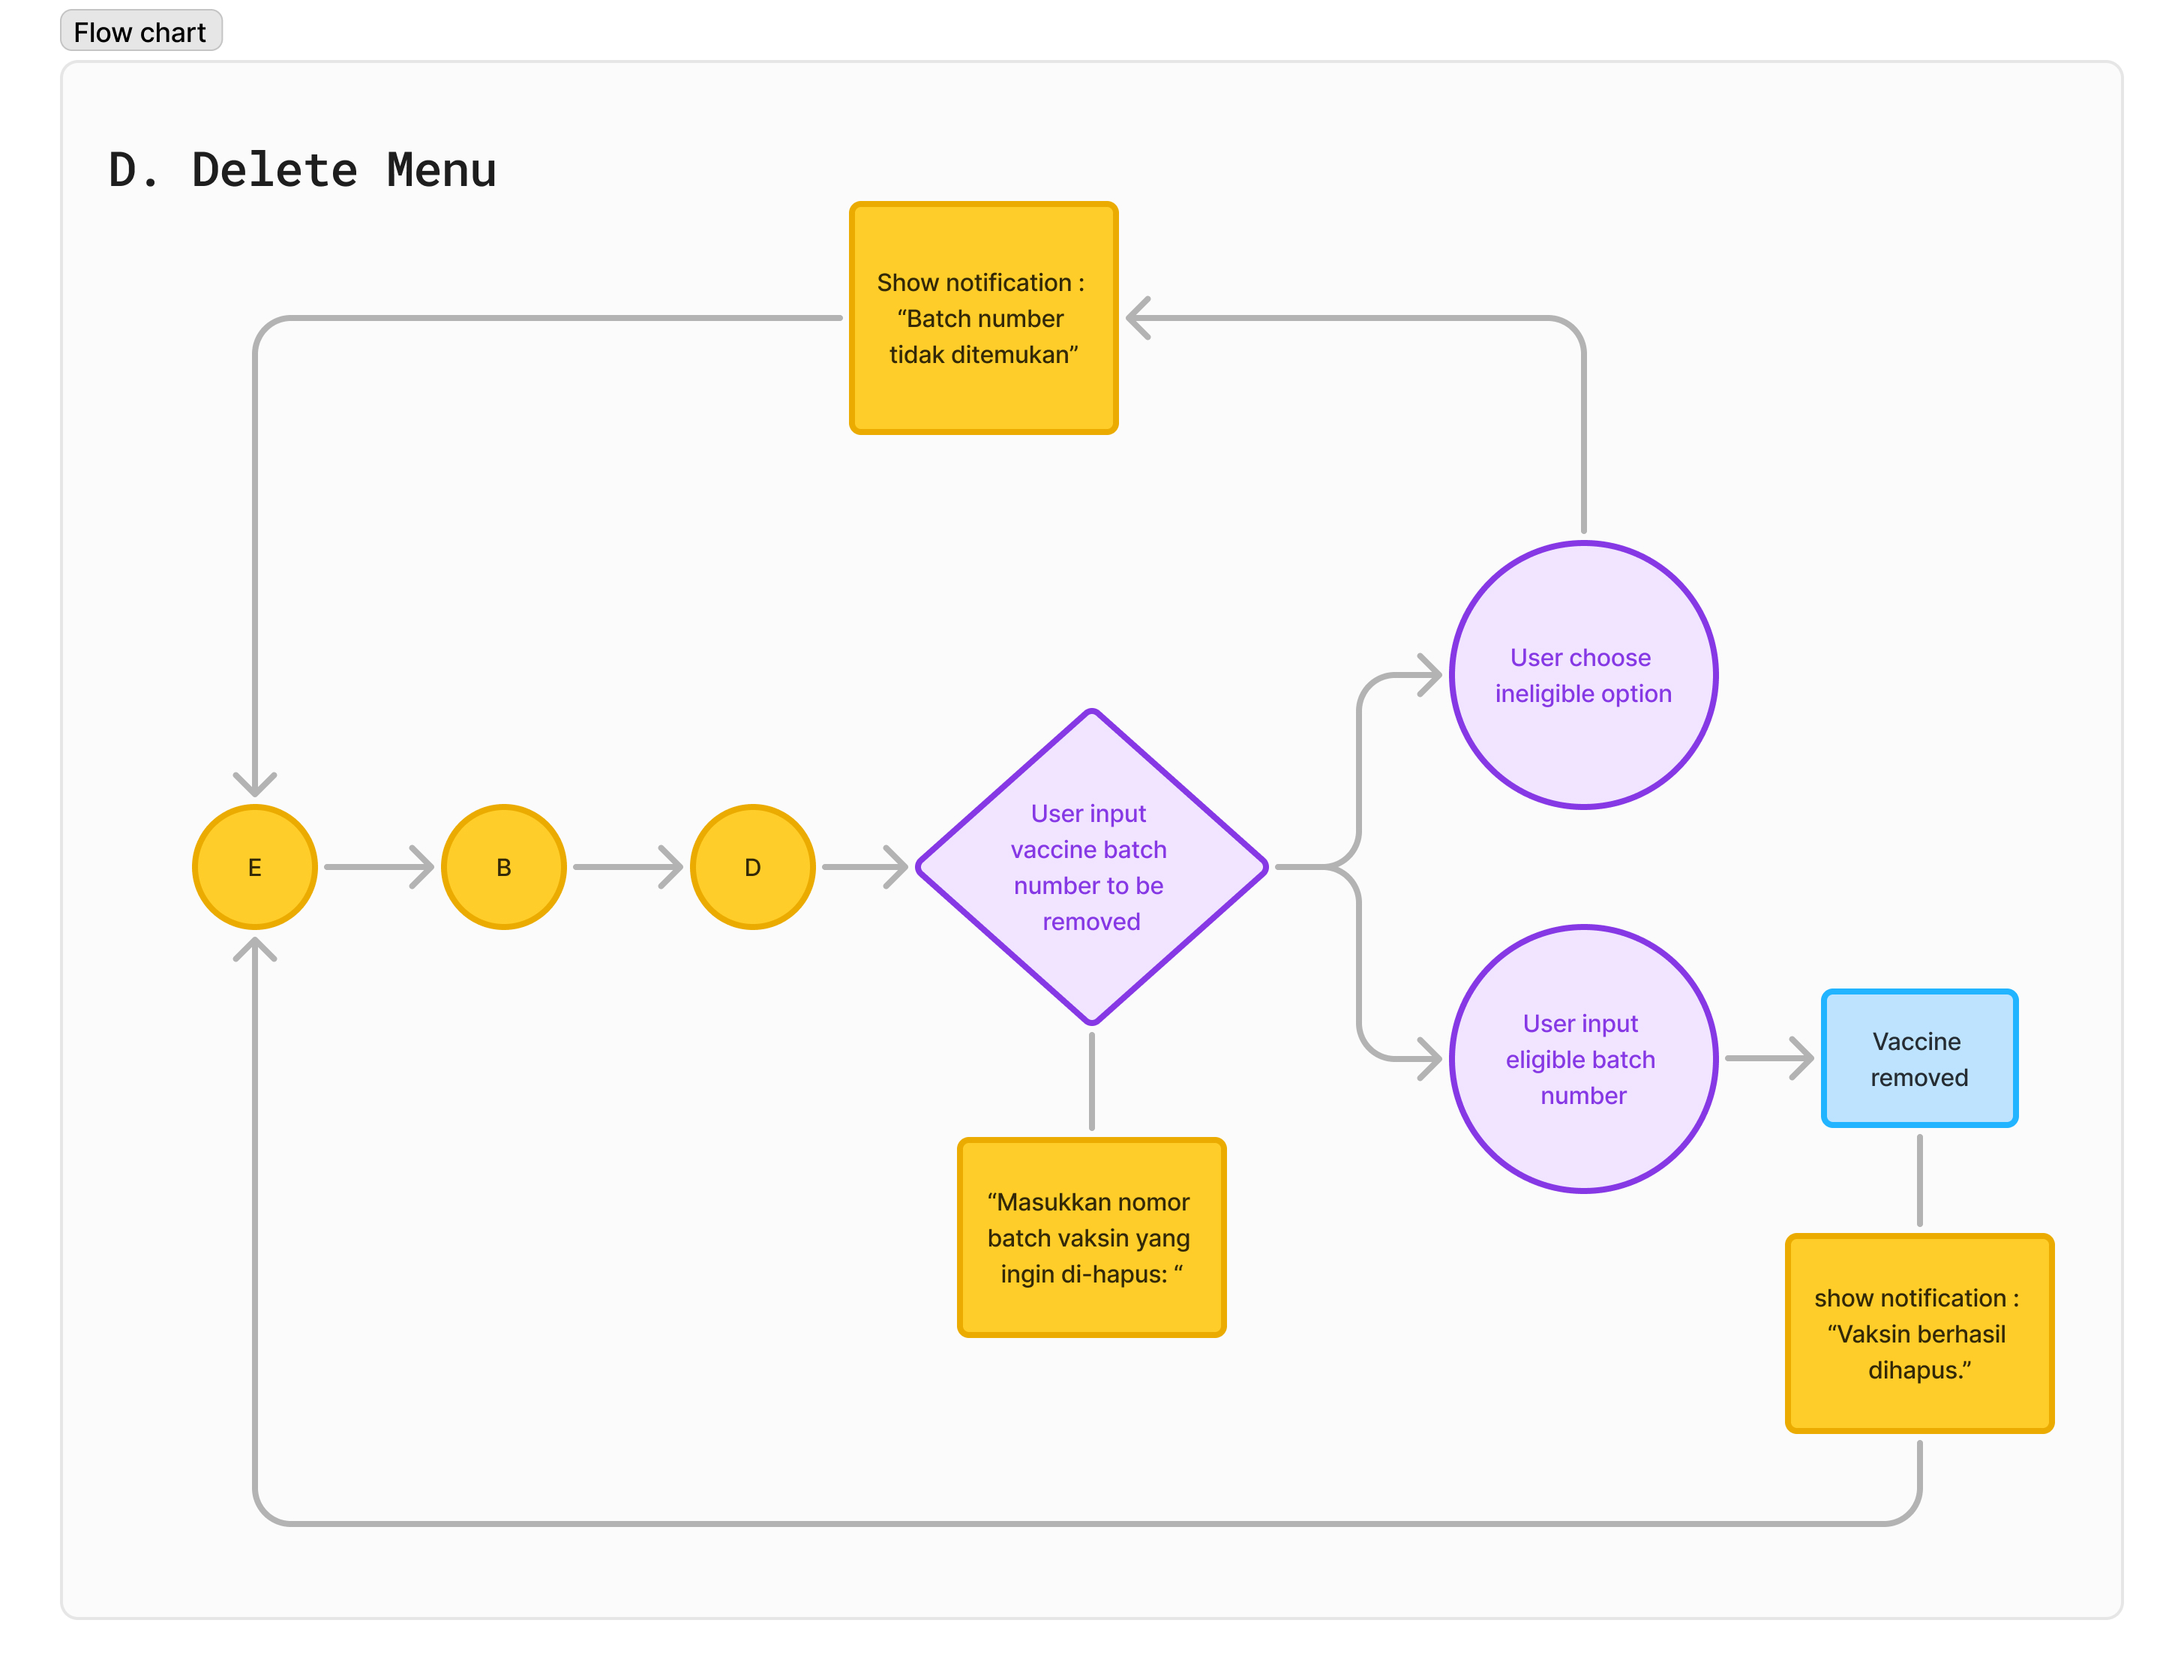 Flow chart
D. Delete Menu
Show notification :
“Batch number
tidak ditemukan”
User choose
ineligible option
E
B
D
User input
vaccine batch
number to be
removed
User input
eligible batch
number
Vaccine
removed
“Masukkan nomor
batch vaksin yang
ingin di-hapus: “
show notification :
“Vaksin berhasil
dihapus.”